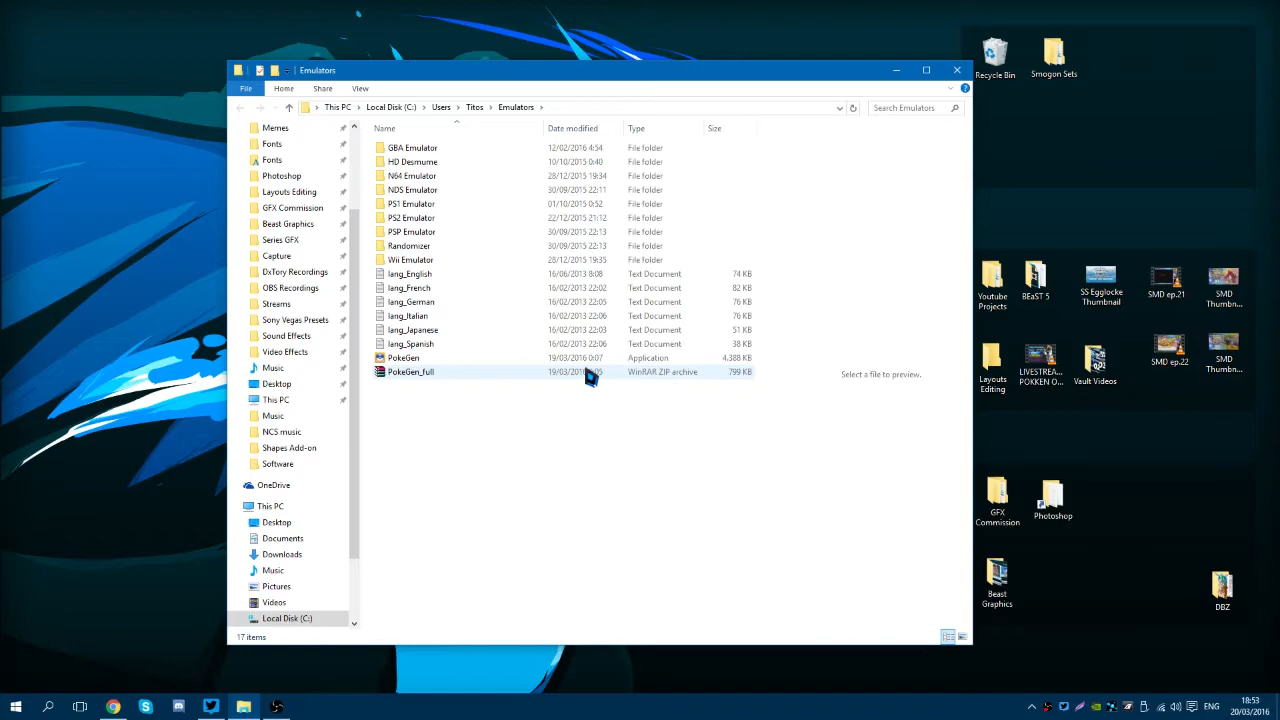 Emulators
File
Home
Share
View
This PC
Local Disk (C:)
Users
Titos
Emulators
Search Emulators
Name
Date modified
Type
Size
GBA Emulator 12/02/2016 4:54 File folder
HD Desmume 10/10/2015 0:40 File folder
N64 Emulator 28/12/2015 19:34 File folder
NDS Emulator 30/09/2015 22:11 File folder
PS1 Emulator 01/10/2015 0:52 File folder
PS2 Emulator 22/12/2015 21:12 File folder
PSP Emulator 30/09/2015 22:13 File folder
Randomizer 30/09/2015 22:13 File folder
Wii Emulator 28/12/2015 19:35 File folder
lang_English 16/06/2013 8:08 Text Document 74 KB
lang_French 16/02/2013 22:02 Text Document 82 KB
lang_German 16/02/2013 22:05 Text Document 76 KB
lang_Italian 16/02/2013 22:06 Text Document 76 KB
lang_Japanese 16/02/2013 22:03 Text Document 51 KB
lang_Spanish 16/02/2013 22:06 Text Document 38 KB
PokeGen 19/03/2016 0:07 Application 4,388 KB
PokeGen_full 19/03/2016 WinRAR ZIP archive 799 KB
Select a file to preview.
Memes
Fonts
Fonts
Photoshop
Layouts Editing
GFX Commission
Beast Graphics
Series GFX
Capture
DxTory Recordings
OBS Recordings
Streams
Sony Vegas Presets
Sound Effects
Video Effects
Music
Desktop
This PC
Music
NCS music
Shapes Add-on
Software
OneDrive
This PC
Desktop
Documents
Downloads
Music
Pictures
Videos
Local Disk (C:)
17 items
Recycle Bin
Smogon Sets
Youtube
Projects
BEaST 5
SS Egglocke
Thumbnail
SMD ep.21
SMD
Thumbn...
Layouts
Editing
LIVESTREA...
POKKEN O...
Vault Videos
SMD ep.22
SMD
Thumbn...
GFX
Commission
Photoshop
Beast
Graphics
DBZ
ENG
18:53
20/03/2016